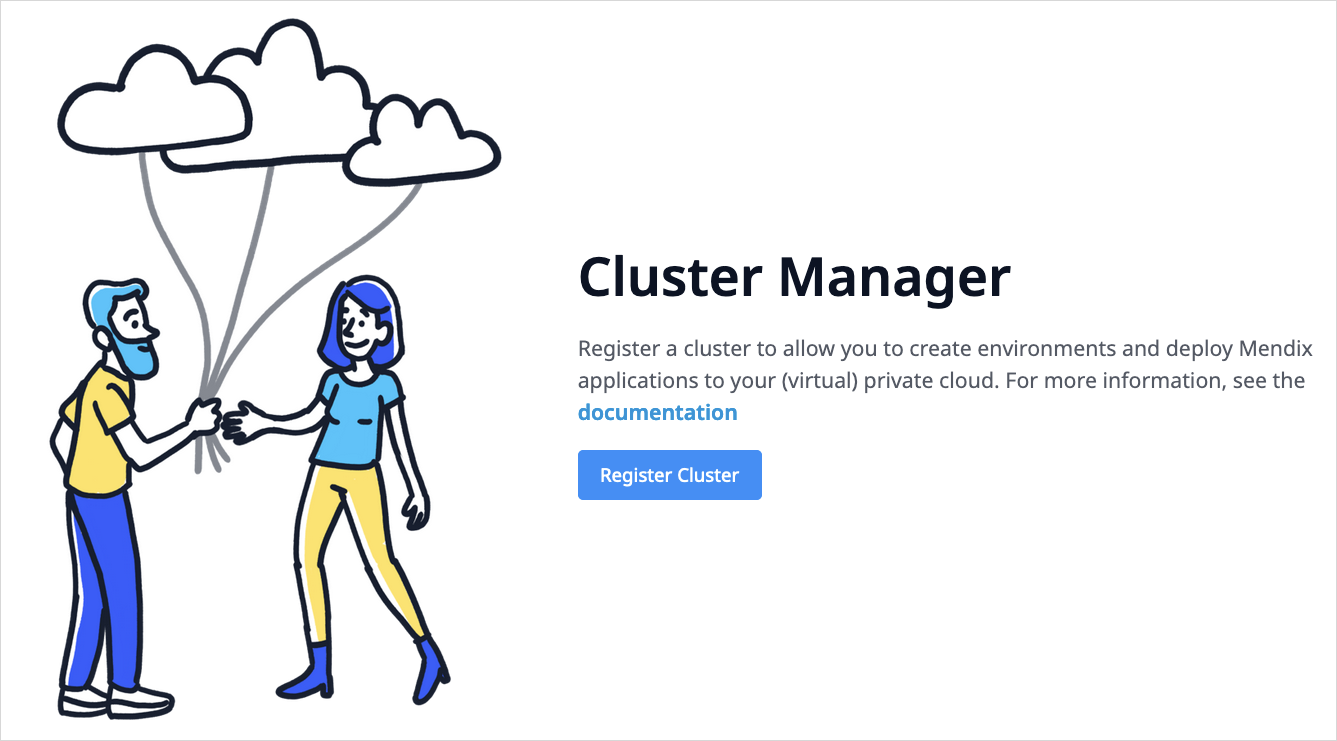 Cluster Manager
Register a cluster to allow you to create environments and deploy Mendix
applications to your (virtual) private cloud. For more information, see the
documentation
Register Cluster